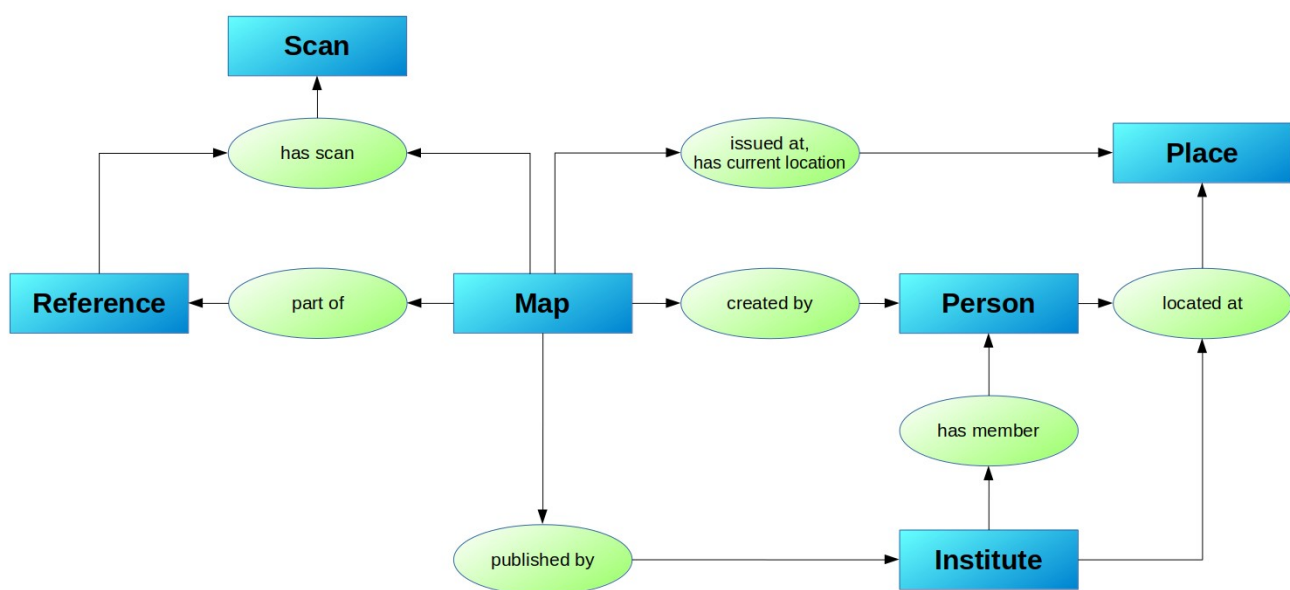 Scan
has scan
issued at,
has current location
Place
Reference
part of
Map
created by
Person
located at
has member
published by
Institute